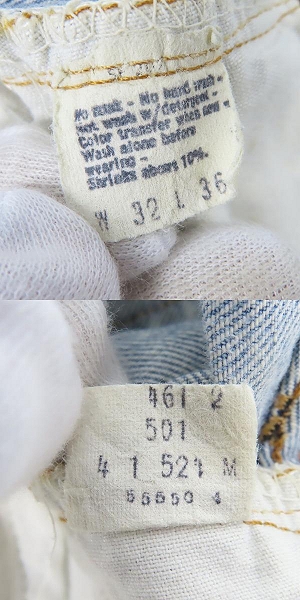 No bleach - No hand wash -
Hot wash w/detergent -
Color transfer when new -
Wash alone before
wearing -
Shrinks about 10%.
W 32 L 36
461 2
501
4 1 521 M
55550 4